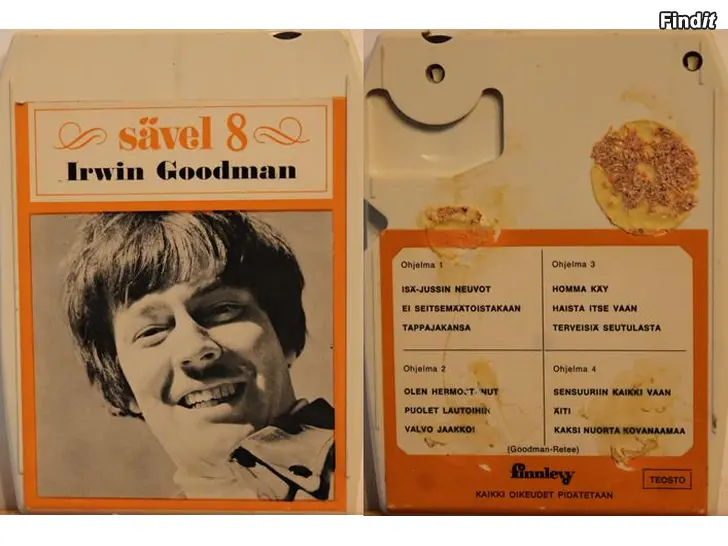 Findit
sävel 8
Irwin Goodman
Ohjelma 1
ISÄ-JUSSIN NEUVOT
EI SEITSEMÄÄTOISTAKAAN
TAPPAJAKANSA
Ohjelma 3
HOMMA KÄY
HAISTA ITSE VAAN
TERVEISIÄ SEUTULASTA
Ohjelma 2
OLEN
PUOLET LAUTOIHIN
VALVO JAAKKO!
Ohjelma 4
SENSUURIIN KAIKKI VAAN
ÄITI
KAKSI NUORTA KOVANAAMAA
(Goodman-Retee)
finnlevy
TEOSTO
KAIKKI OIKEUDET PIDÄTETÄÄN